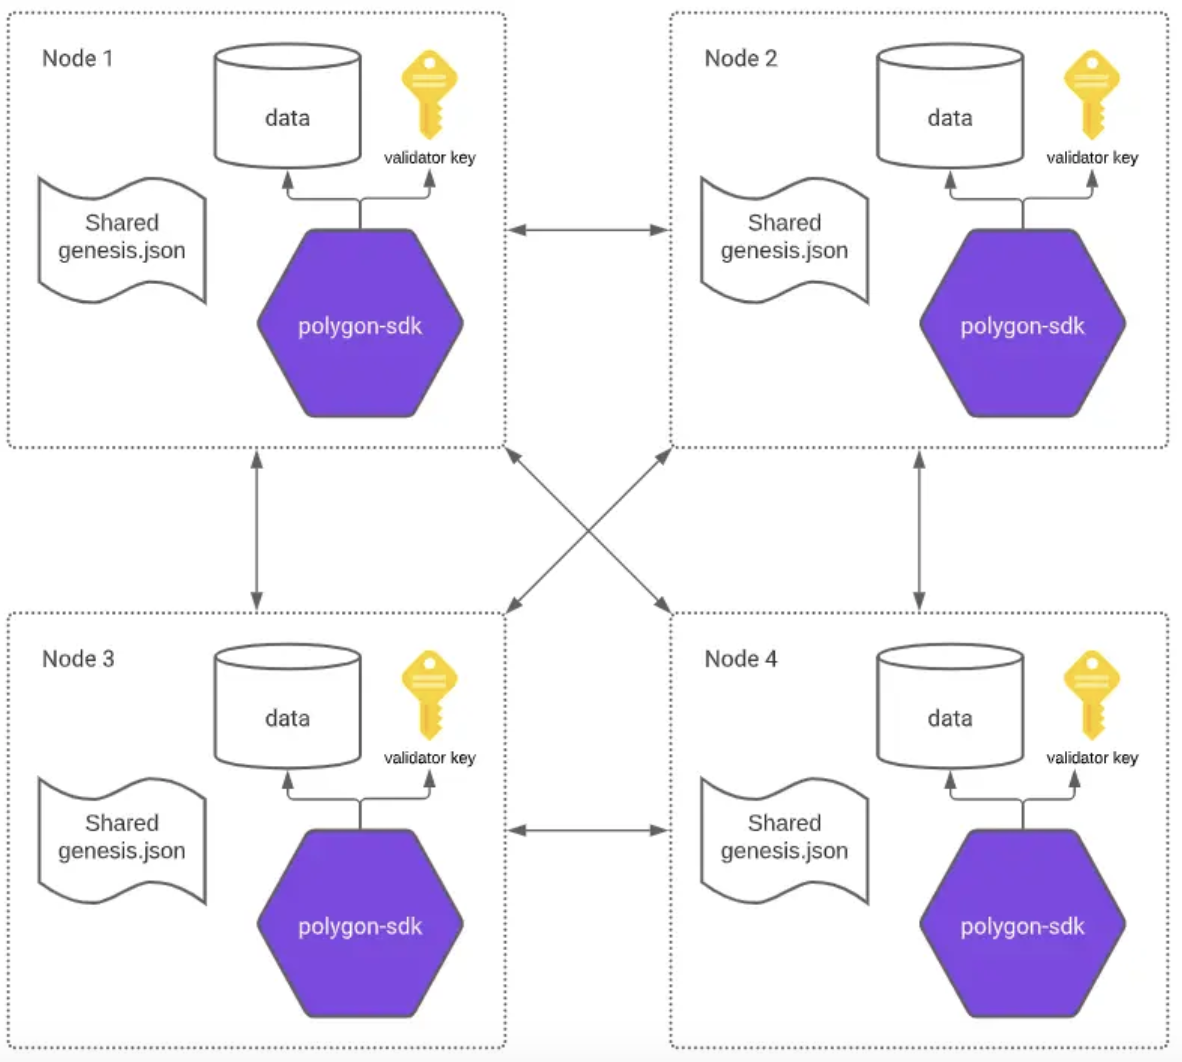 Node 1
data
validator key
Shared
genesis.json
polygon-sdk
Node 2
data
validator key
Shared
genesis.json
polygon-sdk
Node 3
data
validator key
Shared
genesis.json
polygon-sdk
Node 4
data
validator key
Shared
genesis.json
polygon-sdk